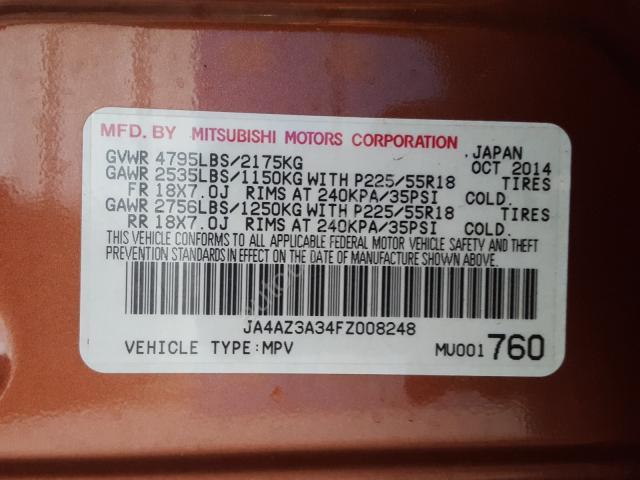 MFD. BY MITSUBISHI MOTORS CORPORATION JAPAN
GVWR 4795LBS/2175KG OCT 2014
GAWR 2535LBS/1150KG WITH P225/55R18 TIRES
FR 18X7.0J RIMS AT 240KPA/35PSI COLD.
GAWR 2756LBS/1250KG WITH P225/55R18 TIRES
RR 18X7.0J RIMS AT 240KPA/35PSI COLD.
THIS VEHICLE CONFORMS TO ALL APPLICABLE FEDERAL MOTOR VEHICLE SAFETY AND THEFT
PREVENTION STANDARDS IN EFFECT ON THE DATE OF MANUFACTURE SHOWN ABOVE.
JA4AZ3A34FZ008248
VEHICLE TYPE:MPV MU001 760